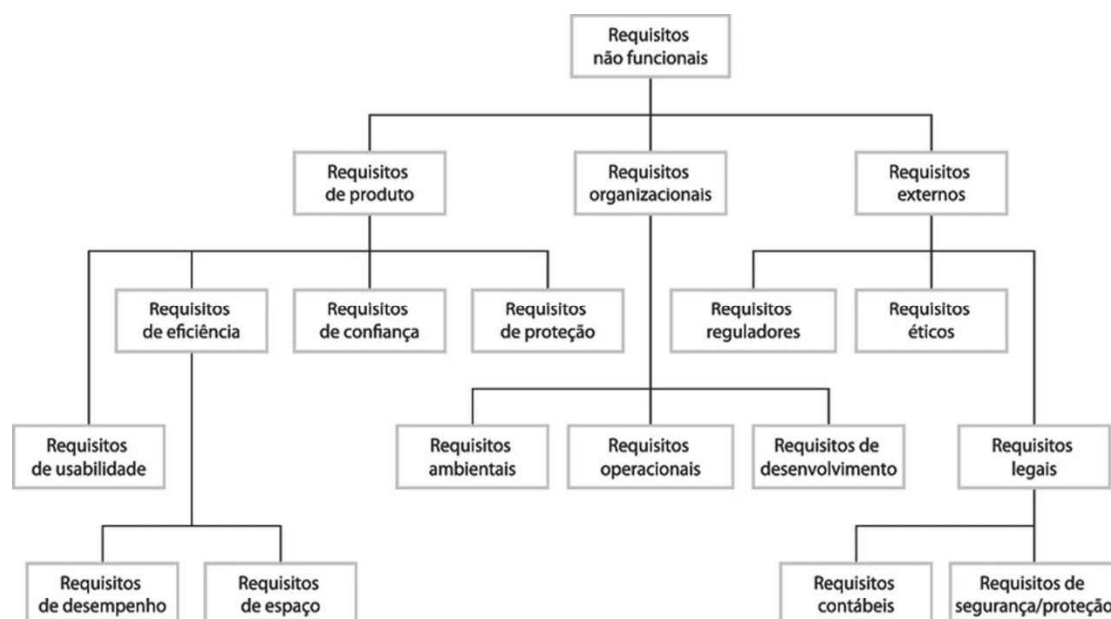 Requisitos
não funcionais
Requisitos
de produto
Requisitos
organizacionais
Requisitos
externos
Requisitos
de eficiência
Requisitos
de confiança
Requisitos
de proteção
Requisitos
reguladores
Requisitos
éticos
Requisitos
de usabilidade
Requisitos
ambientais
Requisitos
operacionais
Requisitos de
desenvolvimento
Requisitos
legais
Requisitos
de desempenho
Requisitos
de espaço
Requisitos
contábeis
Requisitos de
segurança/proteção